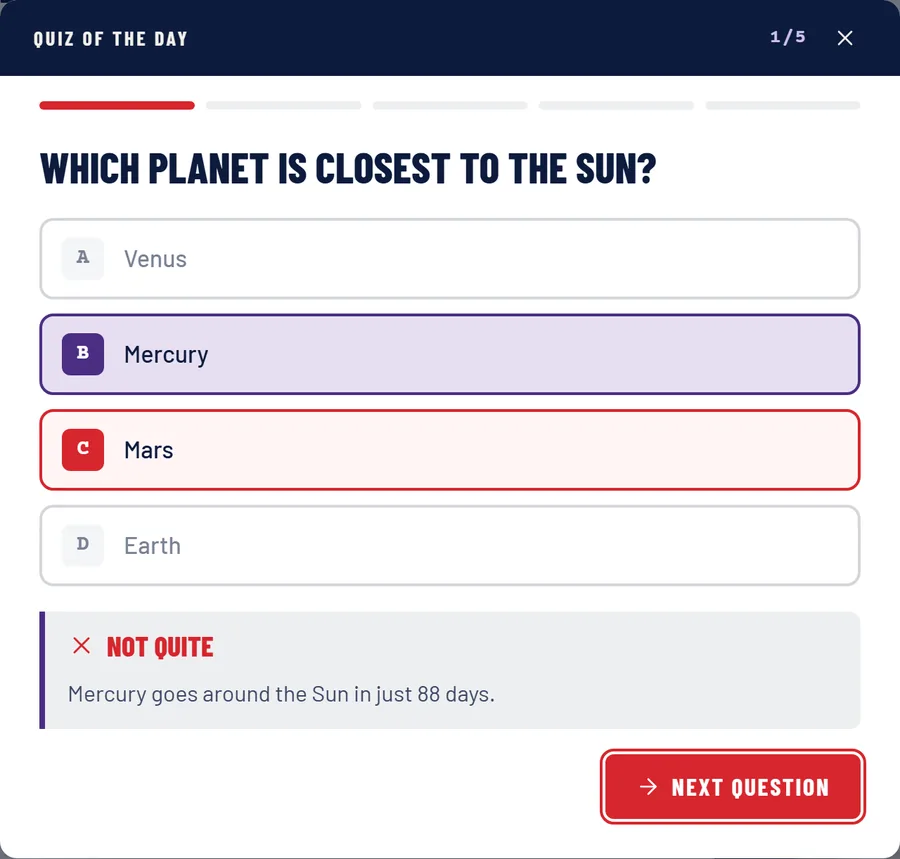 QUIZ OF THE DAY
1/5
WHICH PLANET IS CLOSEST TO THE SUN?
A Venus
B Mercury
C Mars
D Earth
NOT QUITE
Mercury goes around the Sun in just 88 days.
NEXT QUESTION